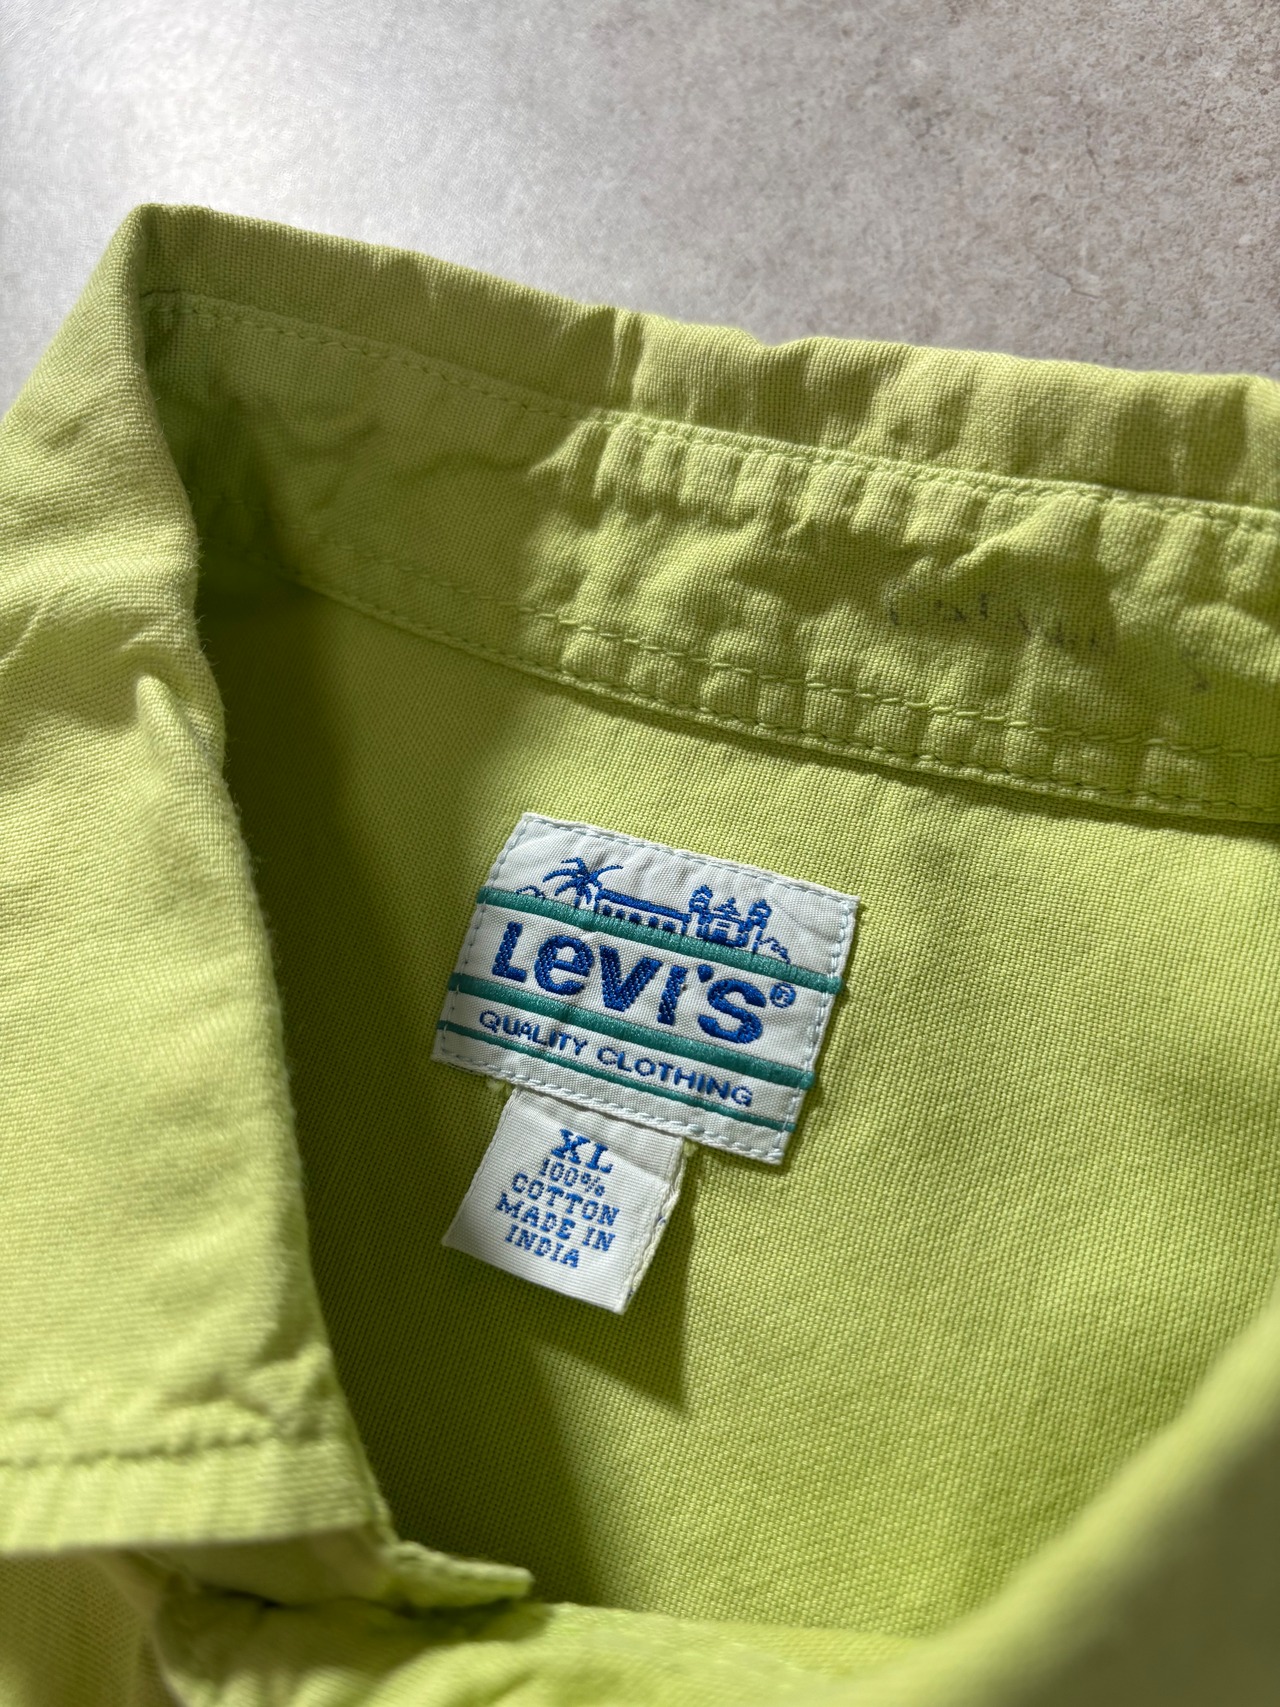 LeVI'S®
QUALITY CLOTHING
XL
100%
COTTON
MADE IN
INDIA